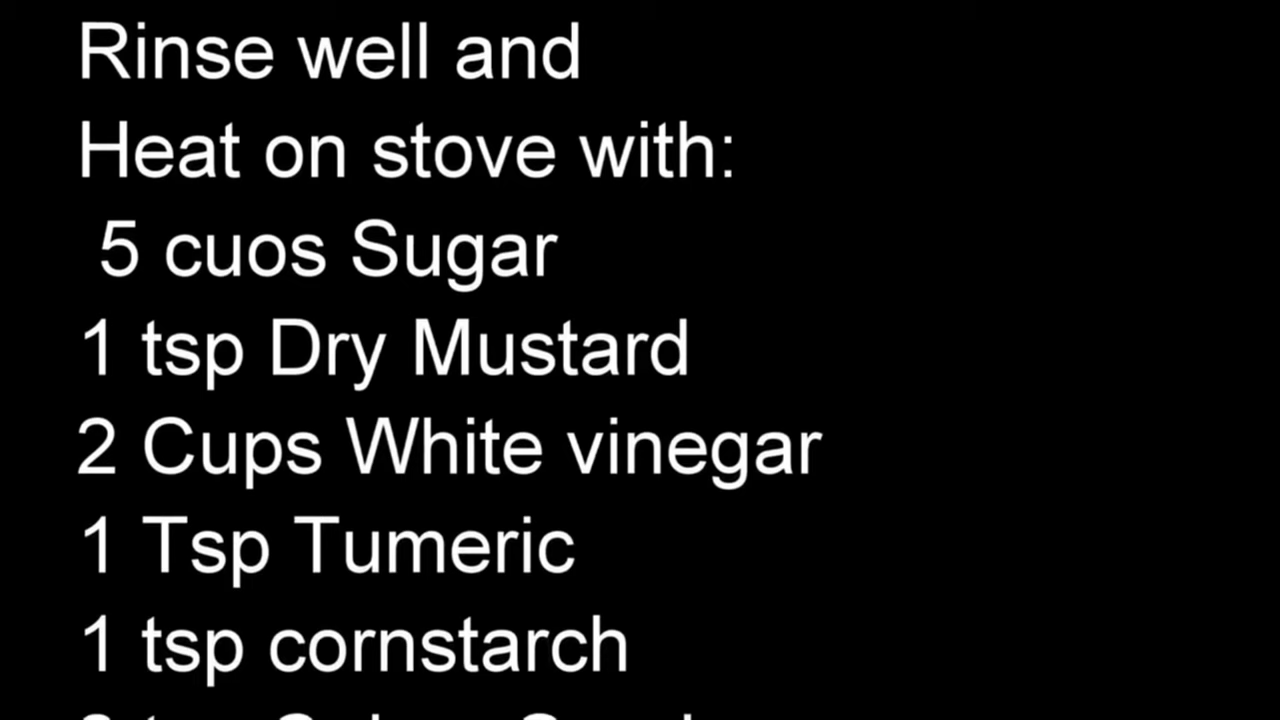 Rinse well and
Heat on stove with:
5 cuos Sugar
1 tsp Dry Mustard
2 Cups White vinegar
1 Tsp Tumeric
1 tsp cornstarch